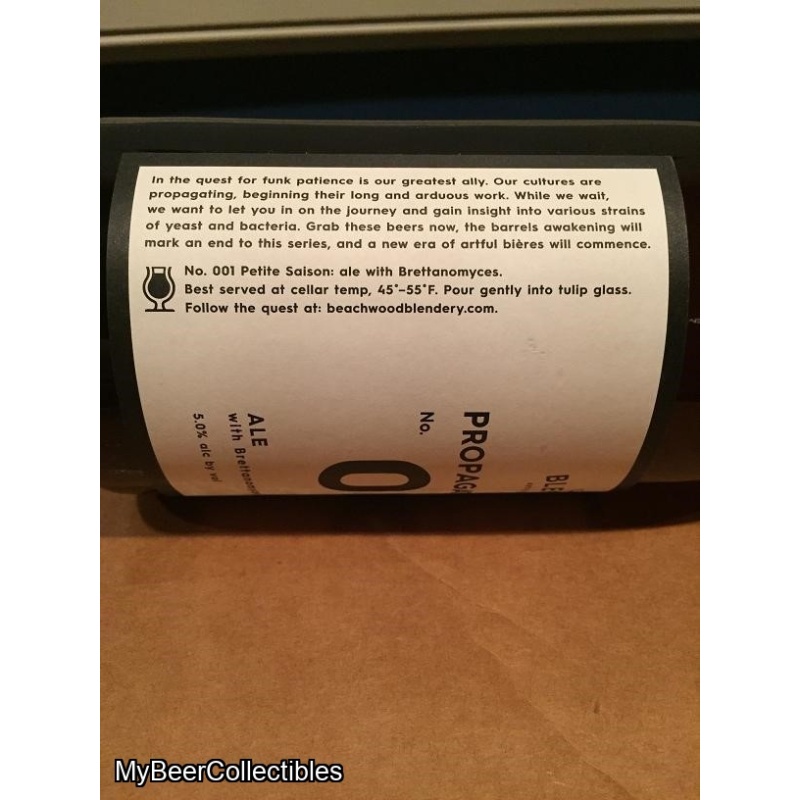 In the quest for funk patience is our greatest ally. Our cultures are
propagating, beginning their long and arduous work. While we wait,
we want to let you in on the journey and gain insight into various strains
of yeast and bacteria. Grab these beers now, the barrels awakening will
mark an end to this series, and a new era of artful bières will commence.
No. 001 Petite Saison: ale with Brettanomyces.
Best served at cellar temp, 45°–55°F. Pour gently into tulip glass.
Follow the quest at: beachwoodblendery.com.
PROPAG
No.
0
ALE
with
5.0% alc by vol
MyBeerCollectibles